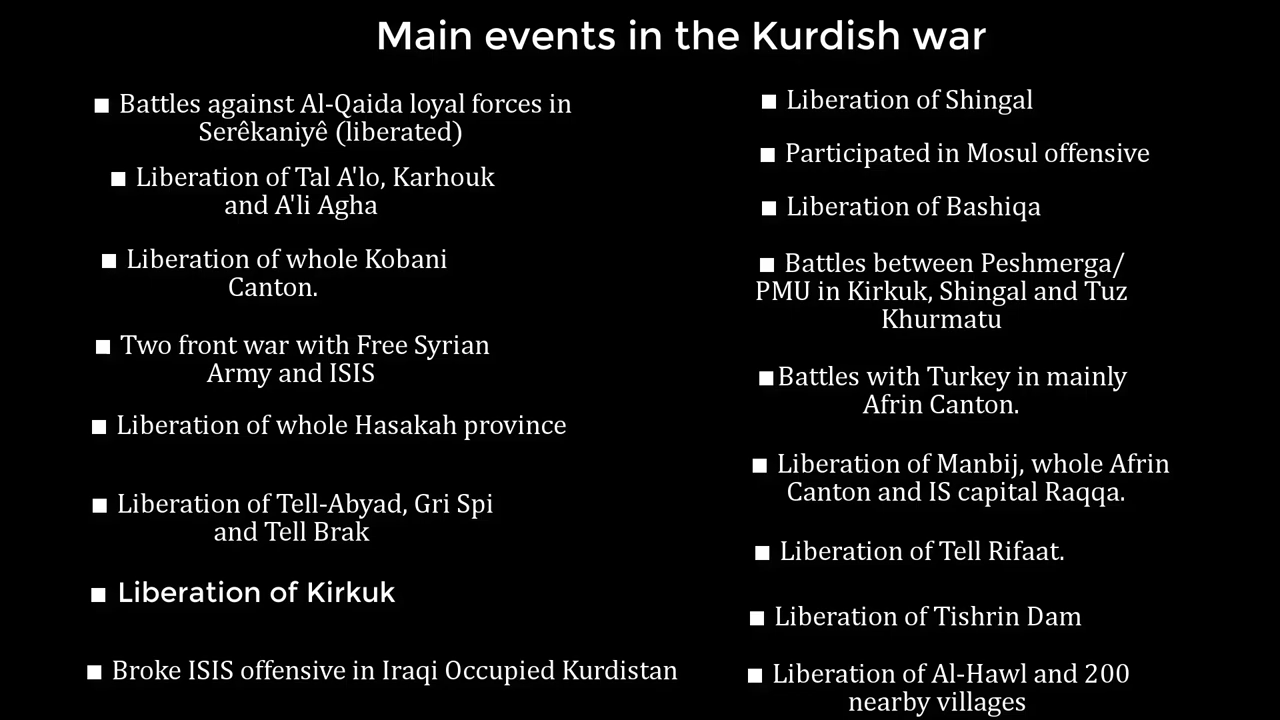 Main events in the Kurdish war
■ Battles against Al-Qaida loyal forces in
Serêkaniyê (liberated)
■ Liberation of Tal A'lo, Karhouk
and A'li Agha
■ Liberation of whole Kobani
Canton.
■ Two front war with Free Syrian
Army and ISIS
■ Liberation of whole Hasakah province
■ Liberation of Tell-Abyad, Gri Spi
and Tell Brak
■ Liberation of Kirkuk
■ Broke ISIS offensive in Iraqi Occupied Kurdistan
■ Liberation of Shingal
■ Participated in Mosul offensive
■ Liberation of Bashiqa
■ Battles between Peshmerga/
PMU in Kirkuk, Shingal and Tuz
Khurmatu
■Battles with Turkey in mainly
Afrin Canton.
■ Liberation of Manbij, whole Afrin
Canton and IS capital Raqqa.
■ Liberation of Tell Rifaat.
■ Liberation of Tishrin Dam
■ Liberation of Al-Hawl and 200
nearby villages